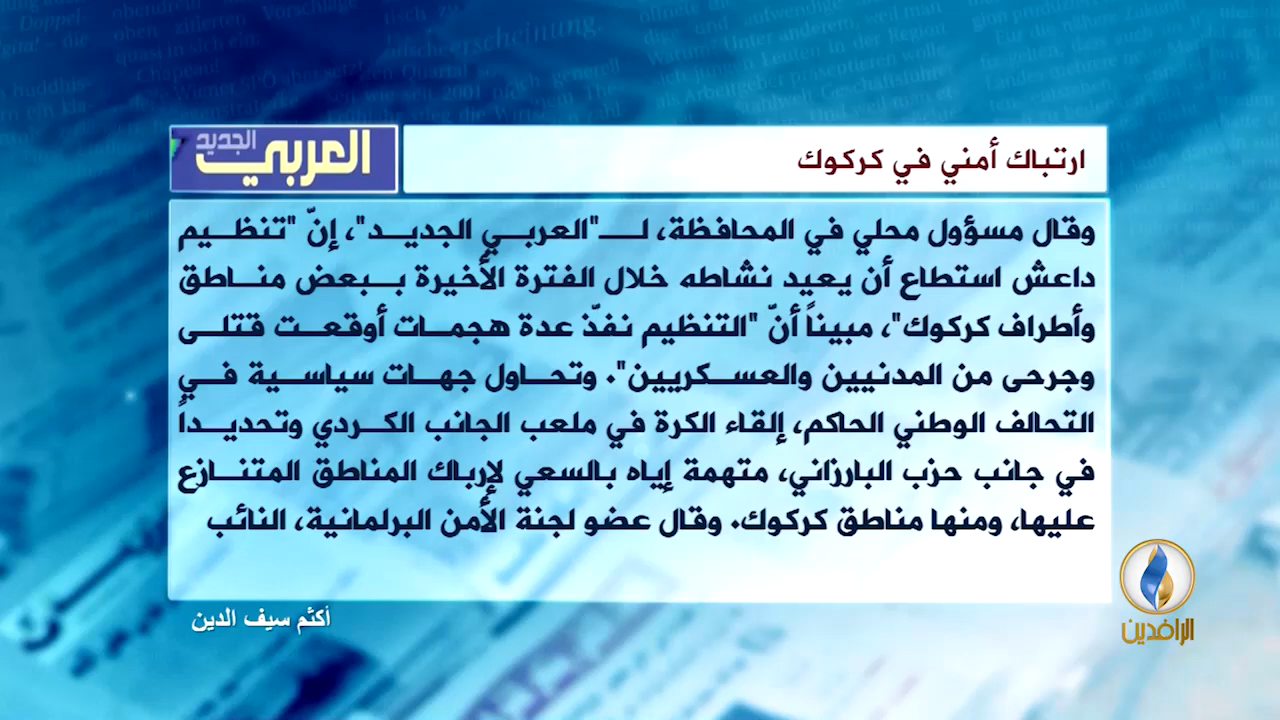 ارتباك أمني في كركوك
العربي الجديد
وقال مسؤول محلي في المحافظة، لـ"العربي الجديد"، إنّ "تنظيم
داعش استطاع أن يعيد نشاطه خلال الفترة الأخيرة ببعض مناطق
وأطراف كركوك"، مبيناً أنّ "التنظيم نفّذ عدة هجمات أوقعت قتلى
وجرحى من المدنيين والعسكريين". وتحاول جهات سياسية في
التحالف الوطني الحاكم، إلقاء الكرة في ملعب الجانب الكردي وتحديداً
في جانب حزب البارزاني، متهمة إياه بالسعي لإرباك المناطق المتنازع
عليها، ومنها مناطق كركوك. وقال عضو لجنة الأمن البرلمانية، النائب
أكثم سيف الدين
الرافدين